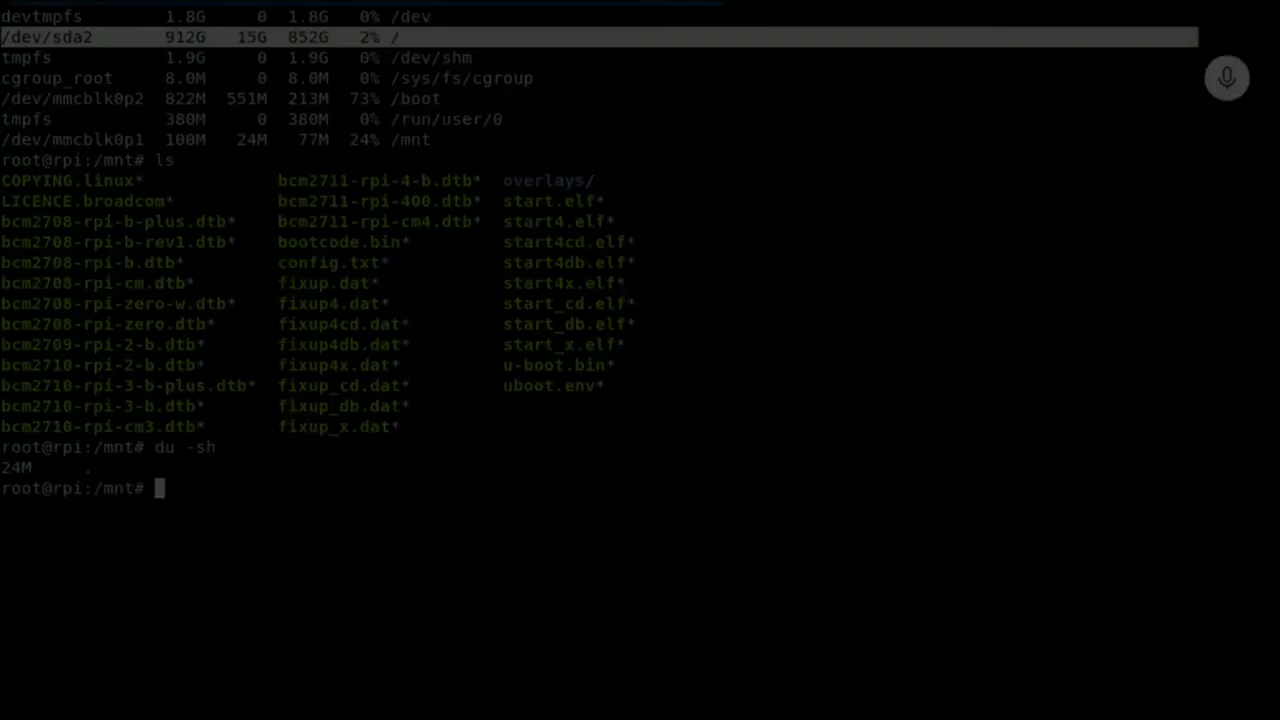 devtmpfs 1.8G 0 1.8G 0% /dev
/dev/sda2 912G 15G 852G 2% /
tmpfs 1.9G 0 1.9G 0% /dev/shm
cgroup_root 8.0M 0 8.0M 0% /sys/fs/cgroup
/dev/mmcblk0p2 822M 551M 213M 73% /boot
tmpfs 380M 0 380M 0% /run/user/0
/dev/mmcblk0p1 100M 24M 77M 24% /mnt
root@rpi:/mnt# ls
COPYING.linux* bcm2711-rpi-4-b.dtb* overlays/
LICENCE.broadcom* bcm2711-rpi-400.dtb* start.elf*
bcm2708-rpi-b-plus.dtb* bcm2711-rpi-cm4.dtb* start4.elf*
bcm2708-rpi-b-rev1.dtb* bootcode.bin* start4cd.elf*
bcm2708-rpi-b.dtb* config.txt* start4db.elf*
bcm2708-rpi-cm.dtb* fixup.dat* start4x.elf*
bcm2708-rpi-zero-w.dtb* fixup4.dat* start_cd.elf*
bcm2708-rpi-zero.dtb* fixup4cd.dat* start_db.elf*
bcm2709-rpi-2-b.dtb* fixup4db.dat* start_x.elf*
bcm2710-rpi-2-b.dtb* fixup4x.dat* u-boot.bin*
bcm2710-rpi-3-b-plus.dtb* fixup_cd.dat* uboot.env*
bcm2710-rpi-3-b.dtb* fixup_db.dat*
bcm2710-rpi-cm3.dtb* fixup_x.dat*
root@rpi:/mnt# du -sh
24M .
root@rpi:/mnt#